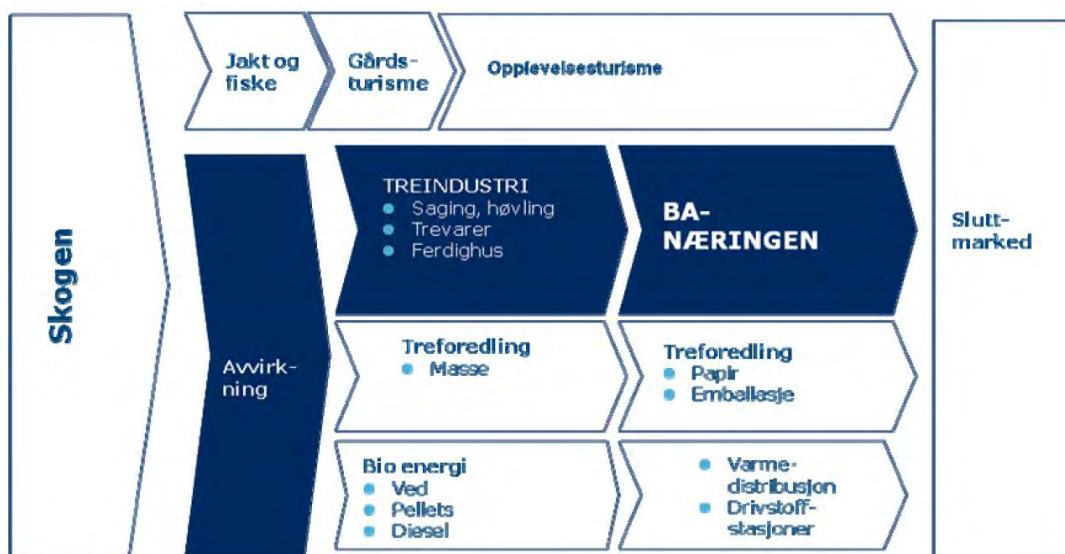 Skogen
Jakt og
fiske
Gårds-
turisme
Opplevelsesturisme
Avvirk-
ning
TREINDUSTRI
Saging, høvling
Trevarer
Ferdighus
BA-
NÆRINGEN
Treforedling
Masse
Treforedling
Papir
Emballasje
Bio energi
Ved
Pellets
Diesel
Varme-
distribusjon
Drivstoff-
stasjoner
Slutt-
marked